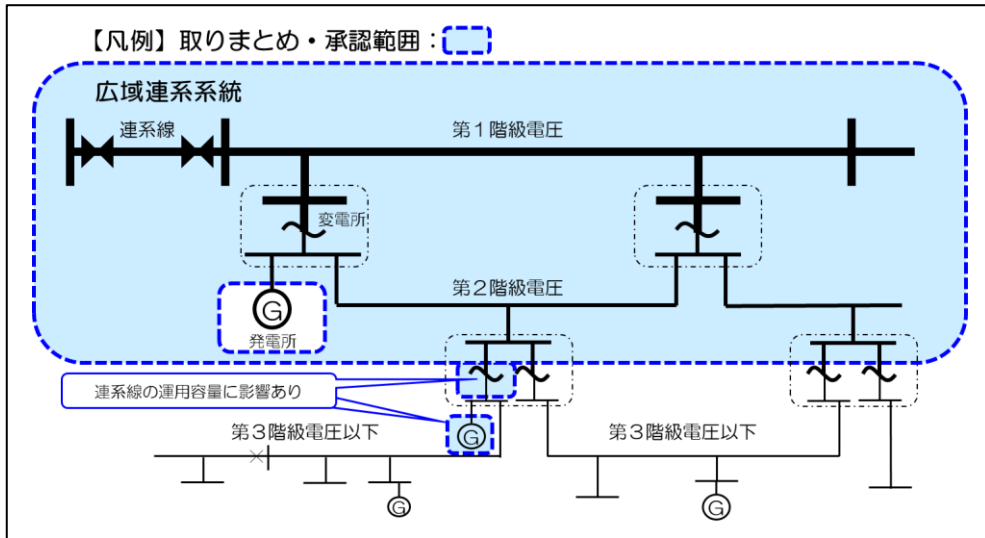 【凡例】取りまとめ・承認範囲：
広域連系系統
連系線
第１階級電圧
変電所
第２階級電圧
G
発電所
連系線の運用容量に影響あり
G
第３階級電圧以下
第３階級電圧以下
G
G